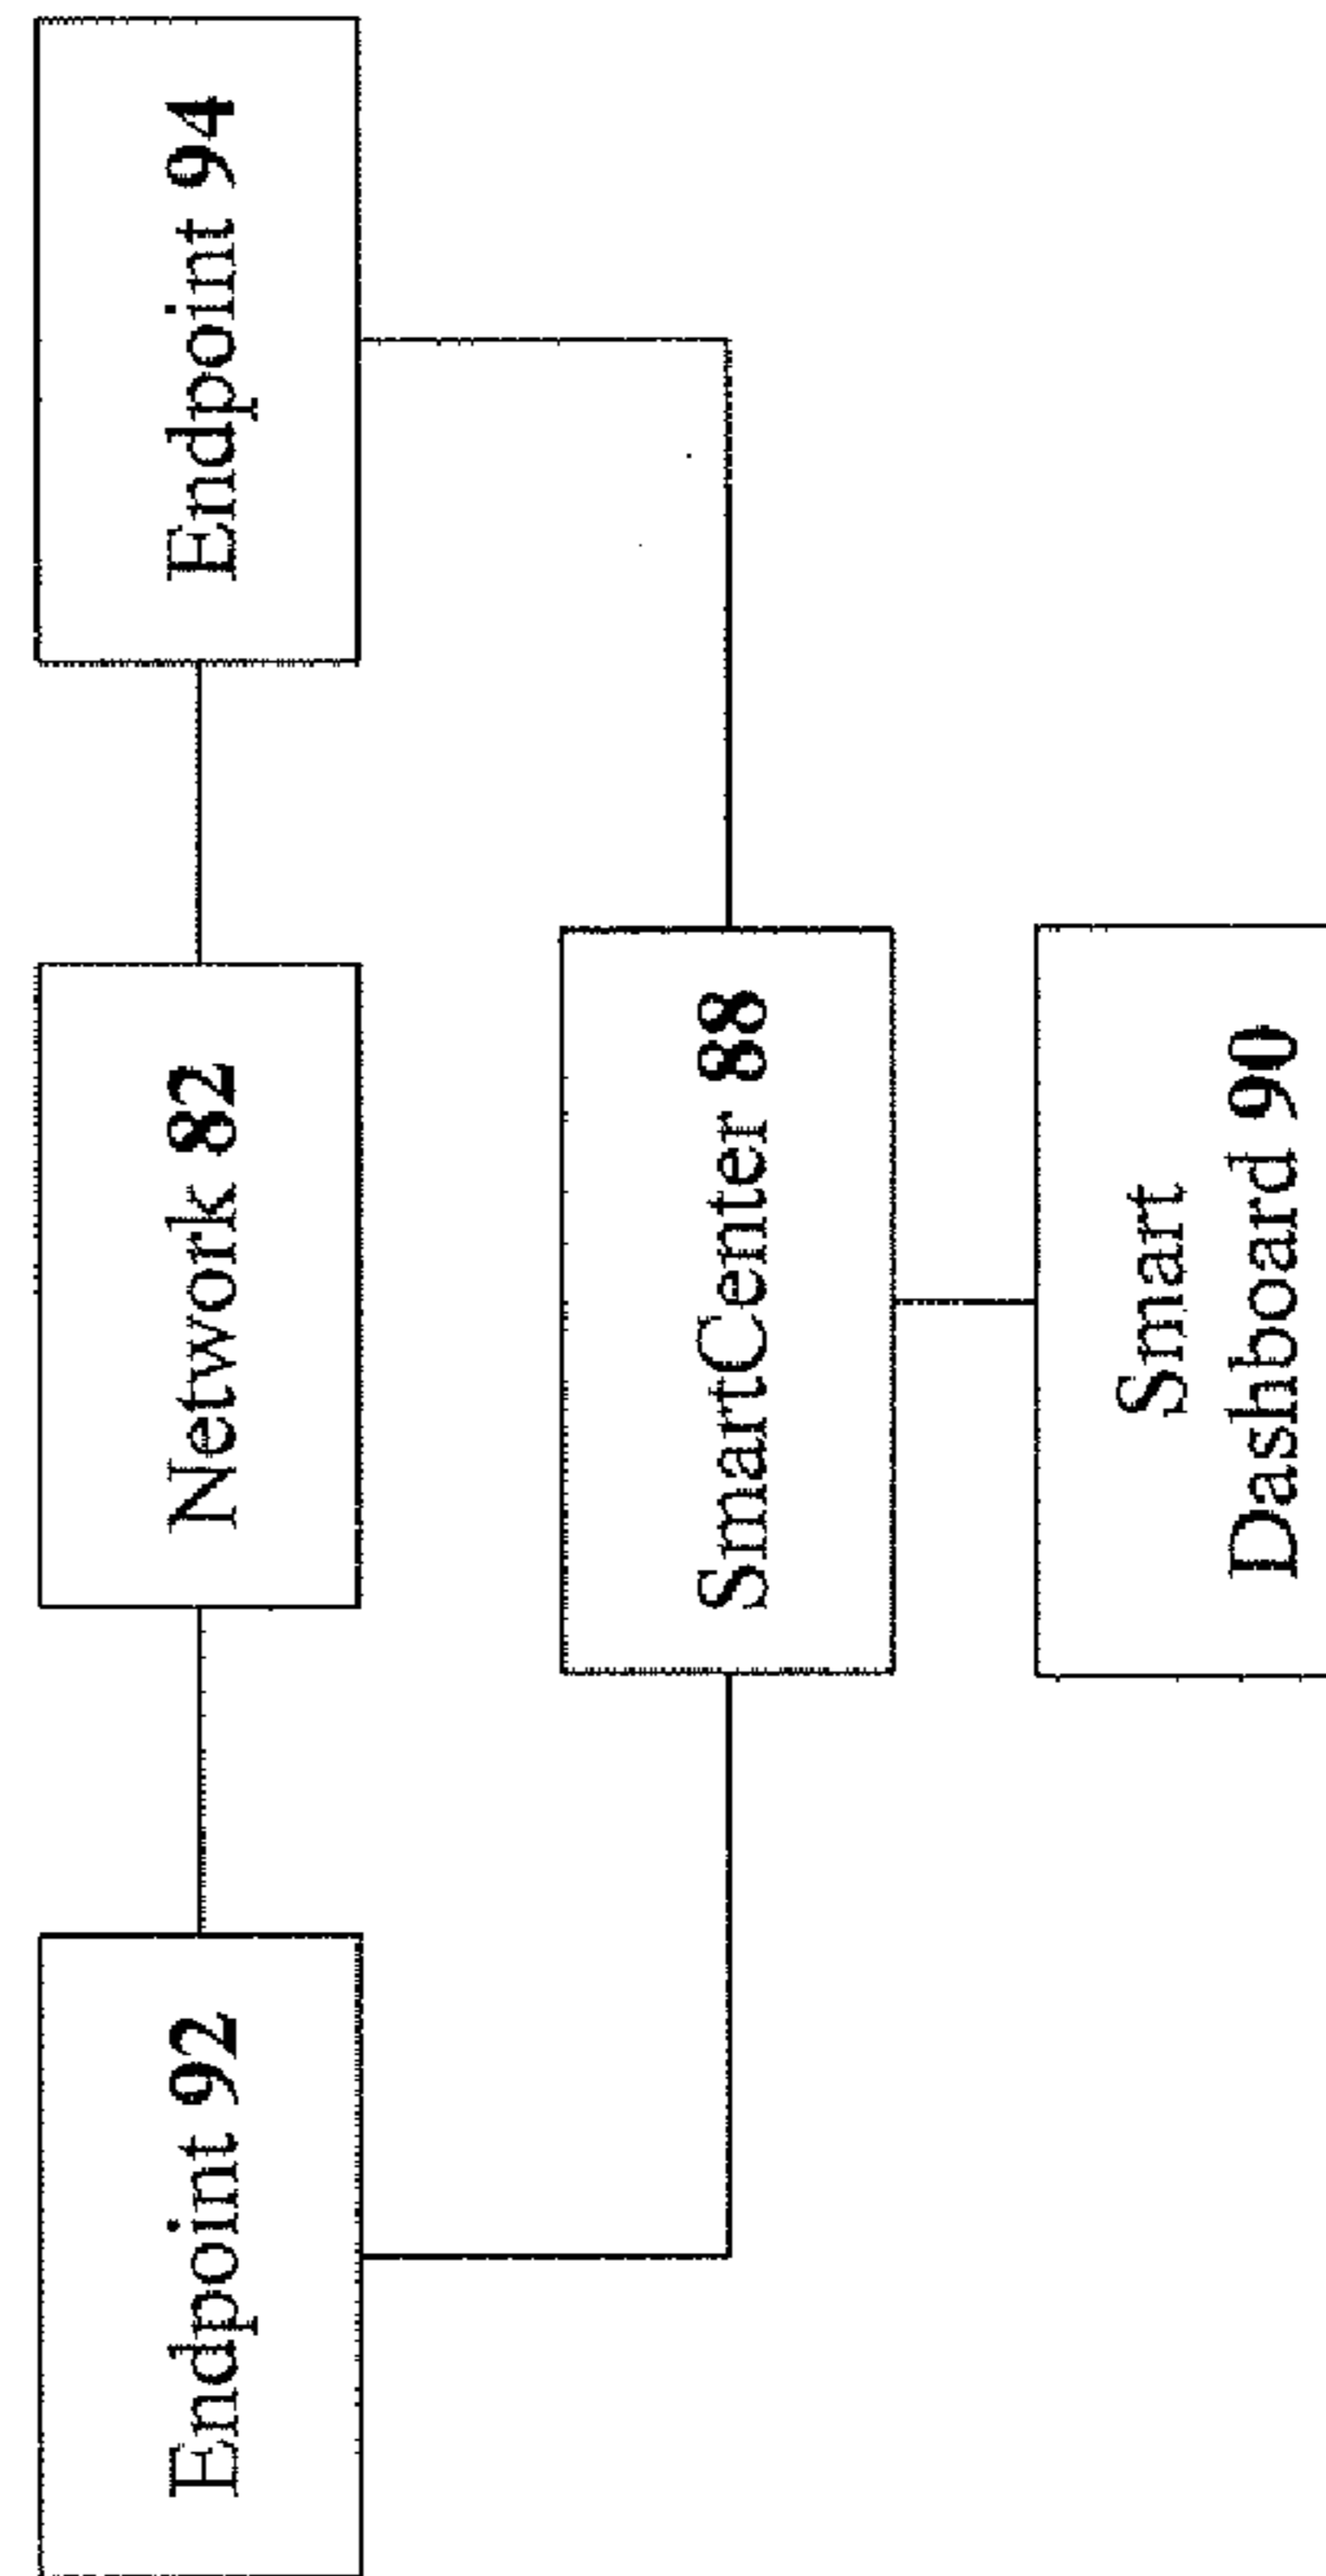 Endpoint 92
Network 82
Endpoint 94
SmartCenter 88
Smart
Dashboard 90